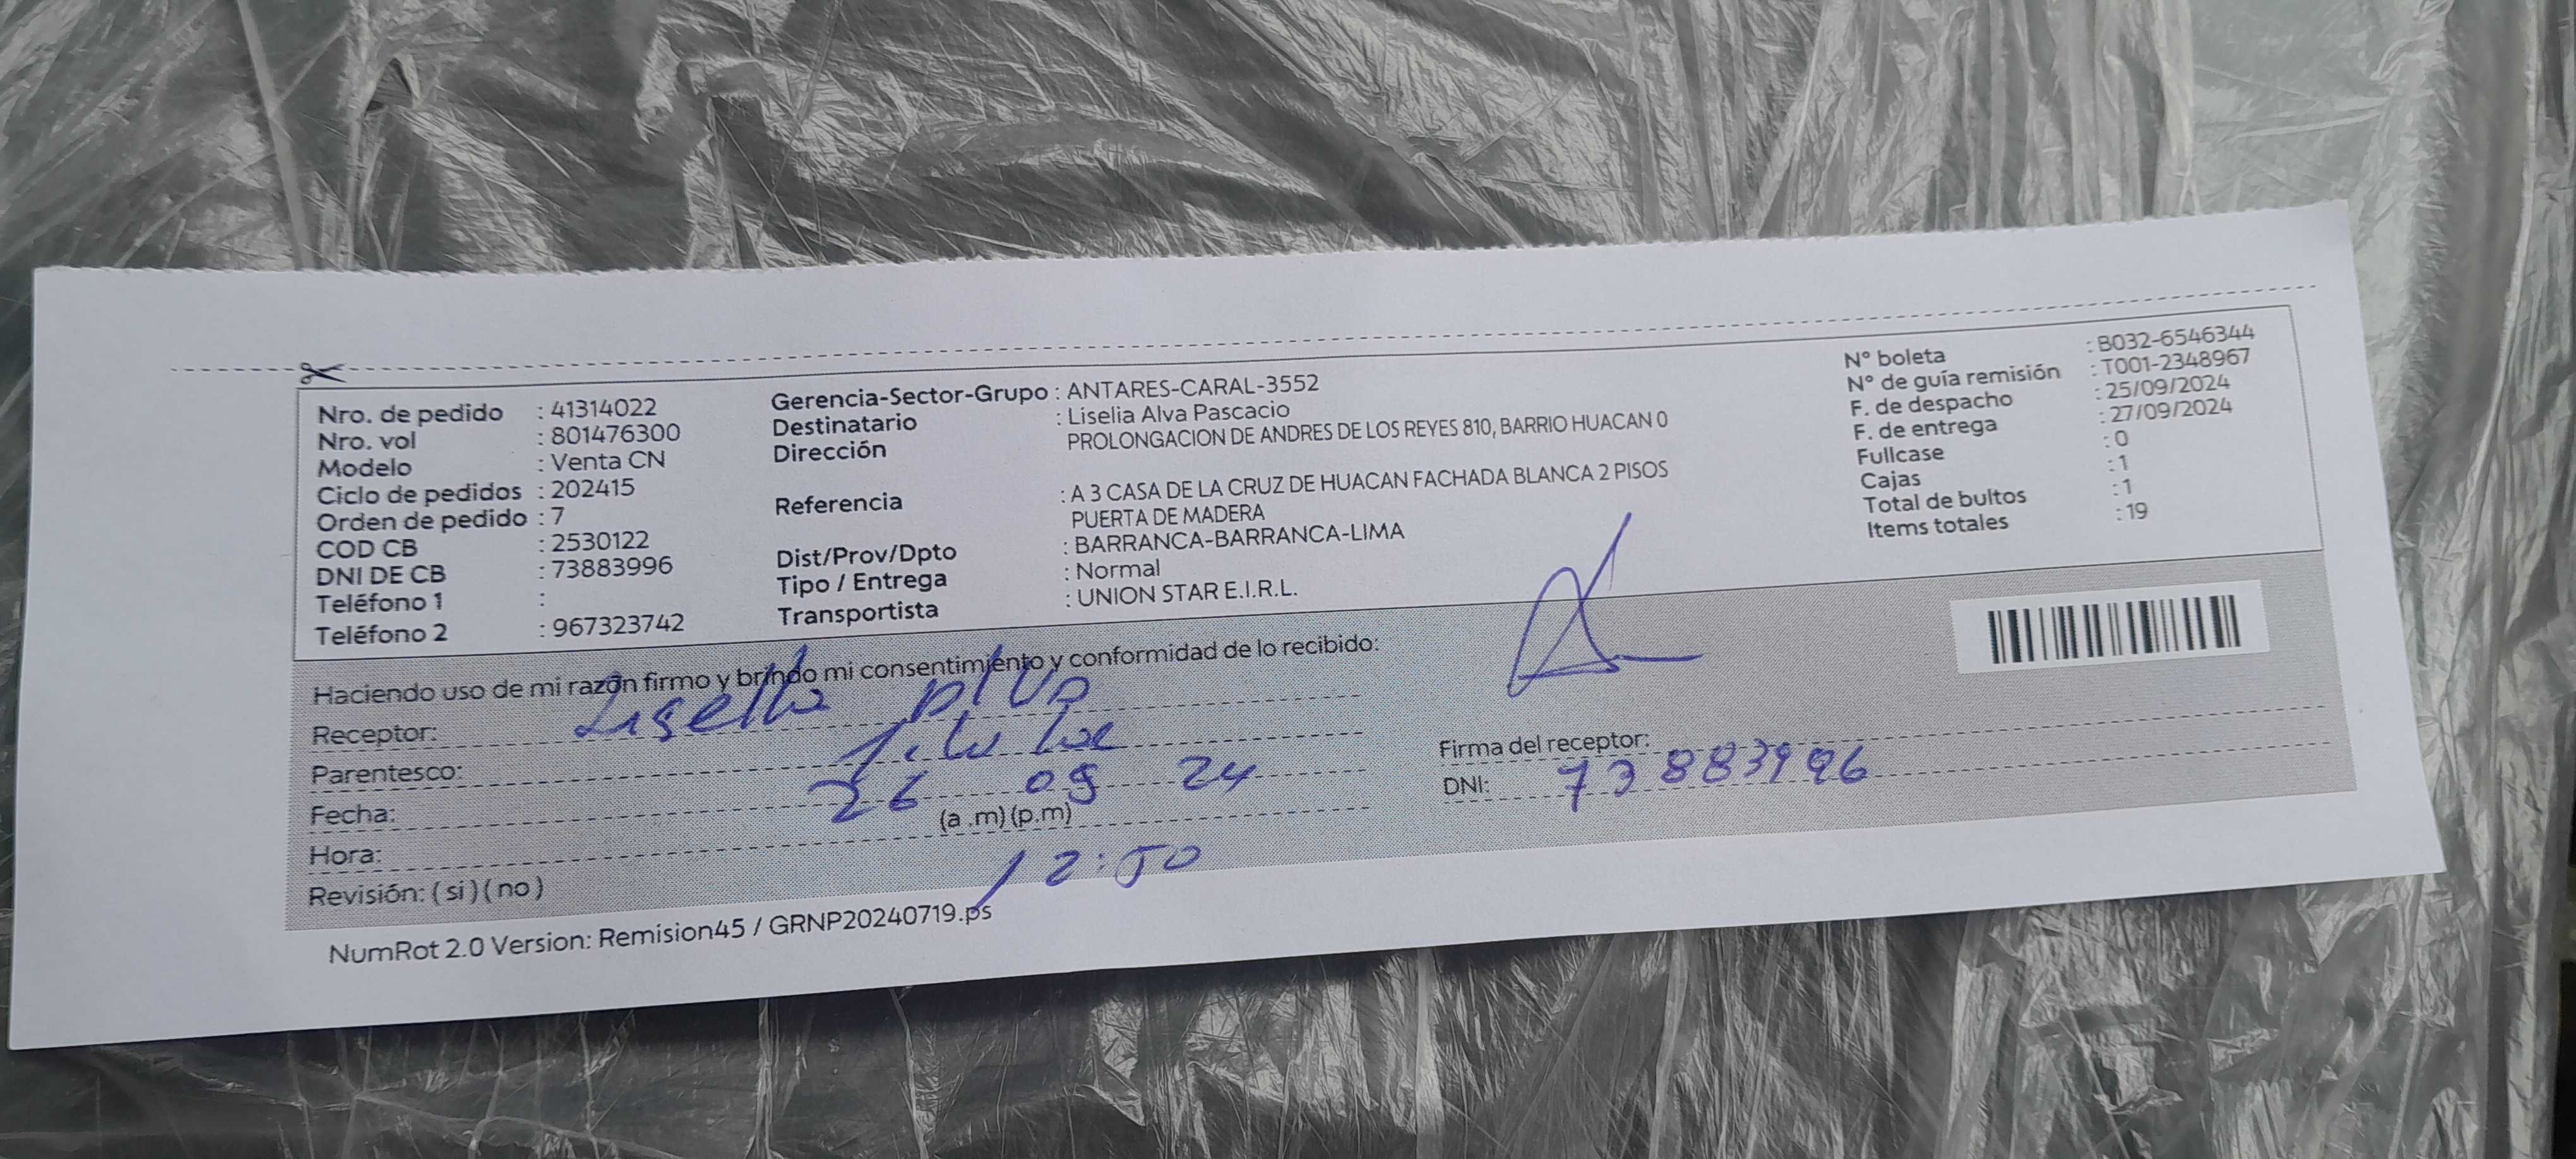 Nro. de pedido : 41314022
Nro. vol : 801476300
Modelo : Venta CN
Ciclo de pedidos : 202415
Orden de pedido : 7
COD CB : 2530122
DNI DE CB : 73883996
Teléfono 1 :
Teléfono 2 : 967323742
Gerencia-Sector-Grupo : ANTARES-CARAL-3552
Destinatario : Liselia Alva Pascacio
Dirección PROLONGACION DE ANDRES DE LOS REYES 810, BARRIO HUACAN 0
Referencia : A 3 CASA DE LA CRUZ DE HUACAN FACHADA BLANCA 2 PISOS
PUERTA DE MADERA
Dist/Prov/Dpto : BARRANCA-BARRANCA-LIMA
Tipo / Entrega : Normal
Transportista : UNION STAR E.I.R.L.
N° boleta : B032-6546344
N° de guía remisión : T001-2348967
F. de despacho : 25/09/2024
F. de entrega : 27/09/2024
Fullcase : 0
Cajas : 1
Total de bultos : 1
Items totales : 19
Haciendo uso de mi razón firmo y brindo mi consentimiento y conformidad de lo recibido:
Receptor:
Parentesco:
Fecha: 26 09 24
(a .m) (p.m)
Hora: 12:50
Revisión: ( si ) ( no )
Firma del receptor:
DNI: 73883996
NumRot 2.0 Version: Remision45 / GRNP20240719.ps